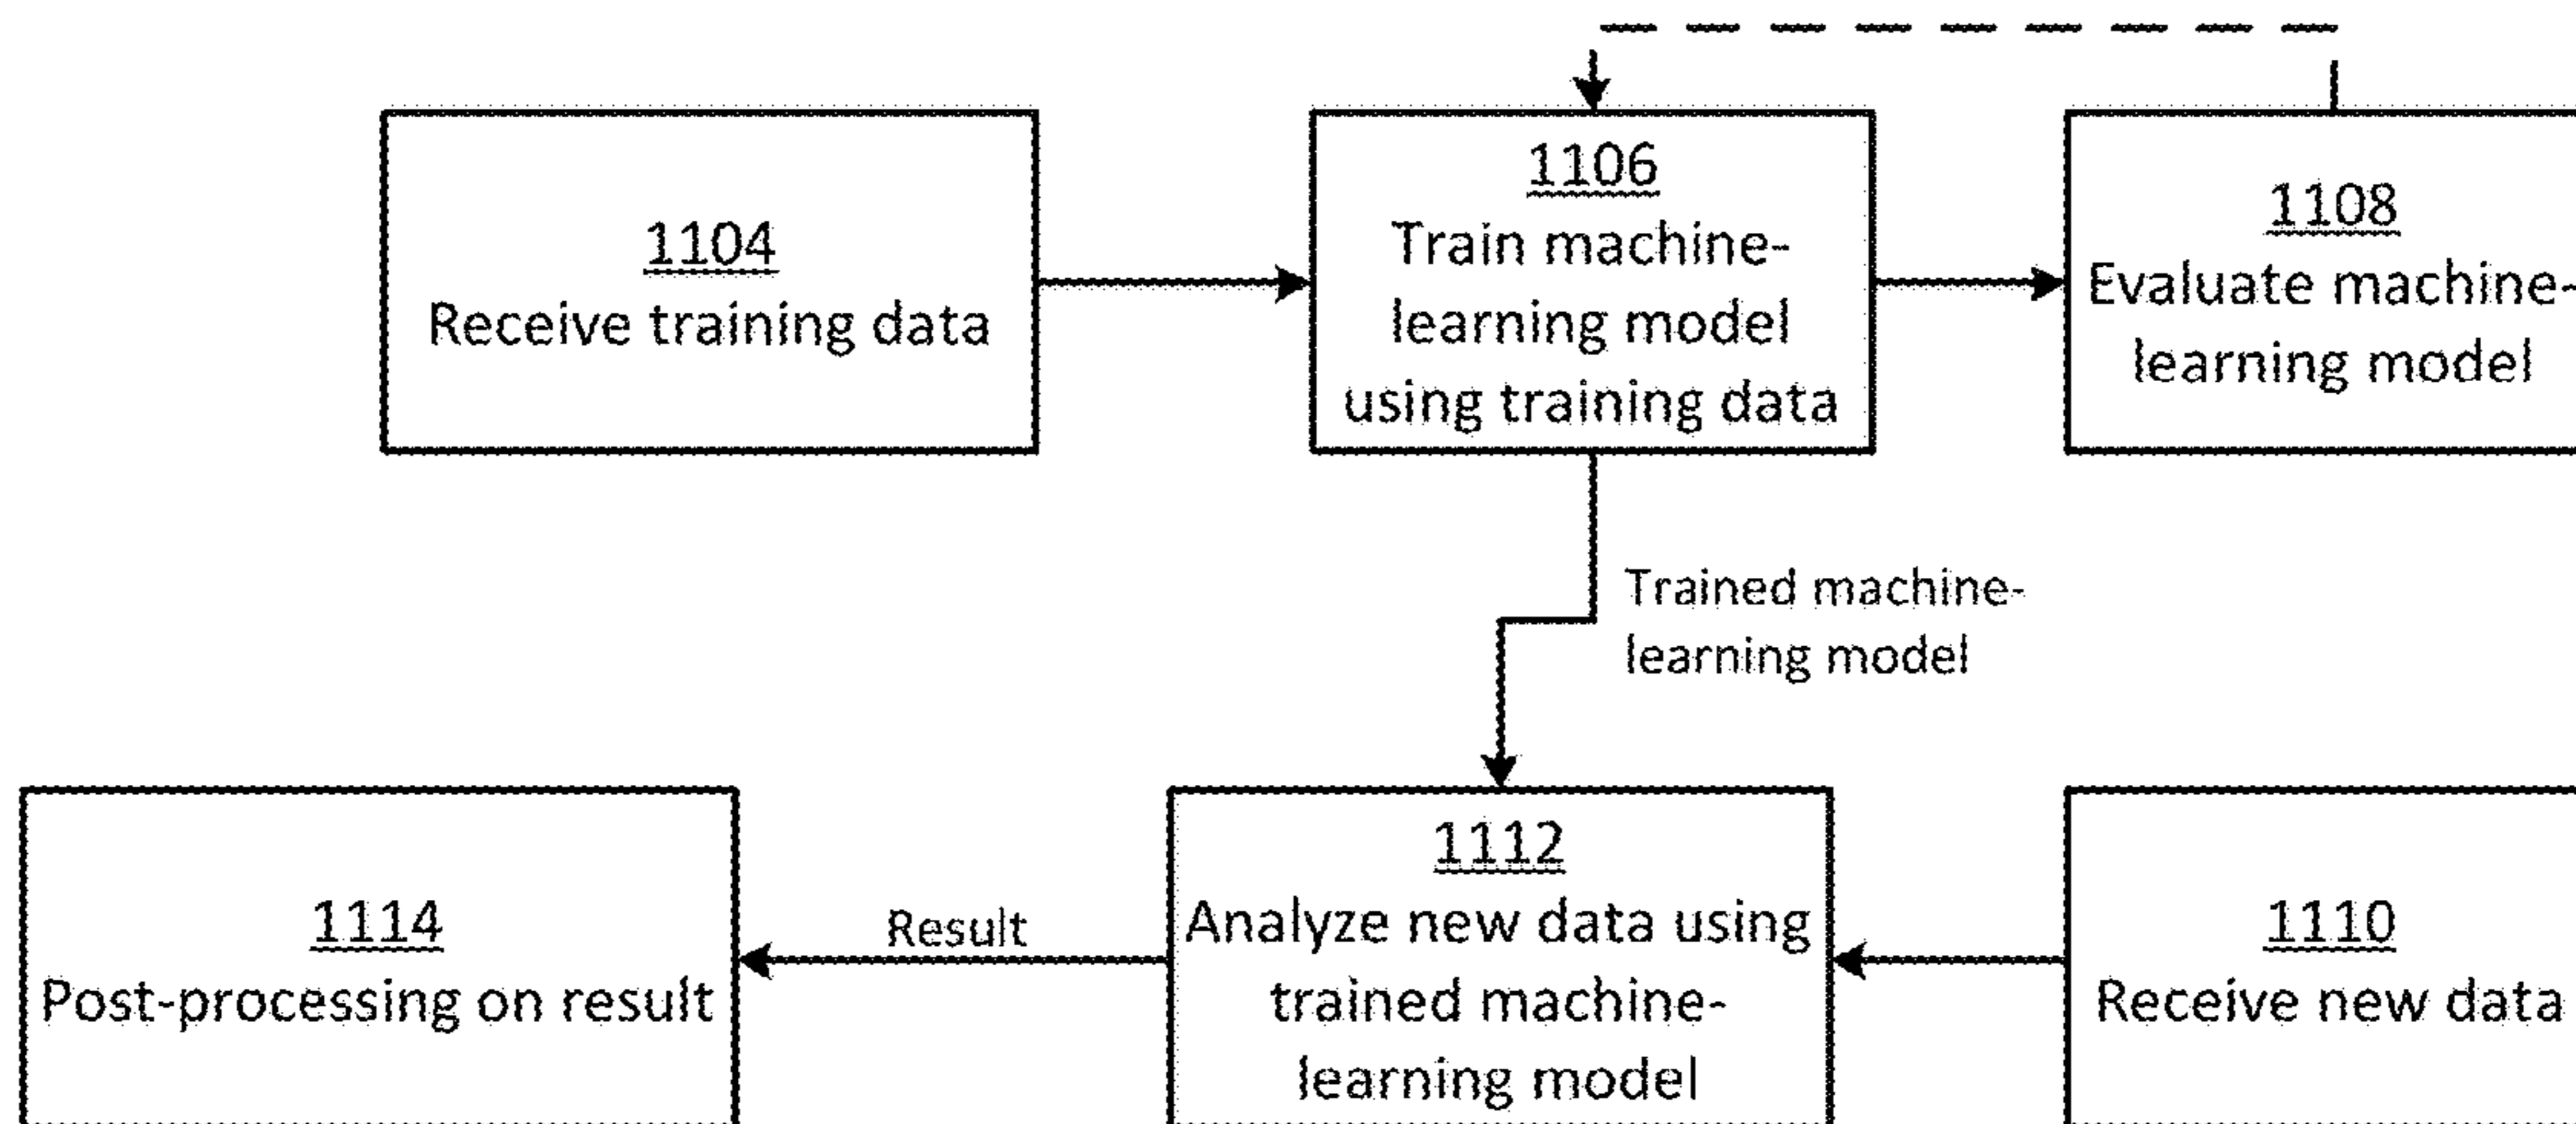 1104
Receive training data
1106
Train machine-
learning model
using training data
1108
Evaluate machine-
learning model
Trained machine-
learning model
1114
Post-processing on result
Result
1112
Analyze new data using
trained machine-
learning model
1110
Receive new data